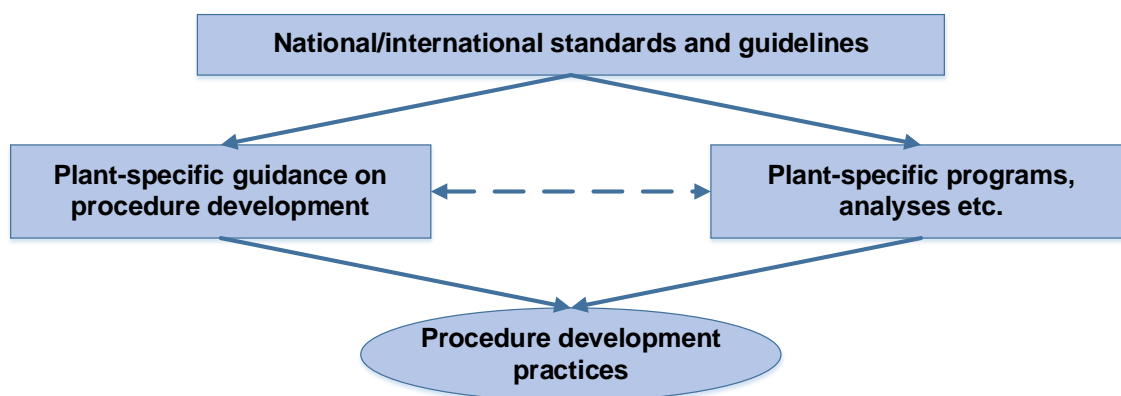 National/international standards and guidelines
Plant-specific guidance on
procedure development
Plant-specific programs,
analyses etc.
Procedure development
practices